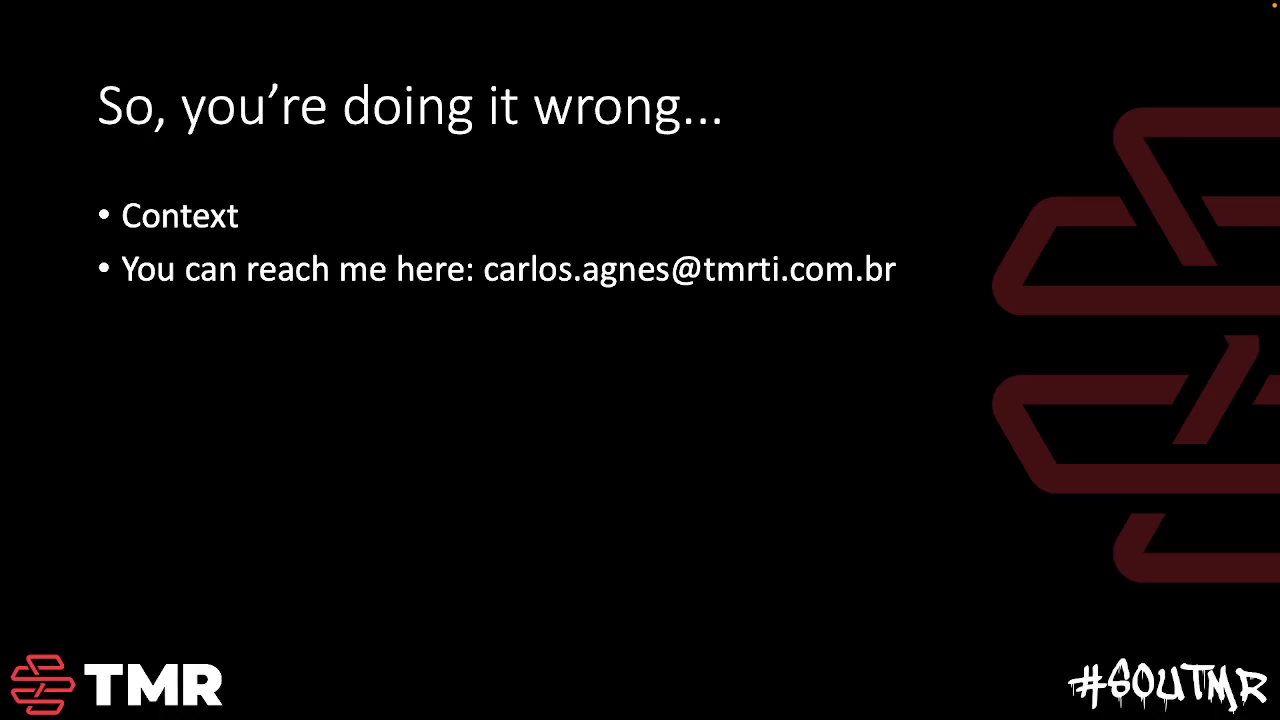 So, you’re doing it wrong...
• Context
• You can reach me here: carlos.agnes@tmrti.com.br
TMR
#SOUTMR